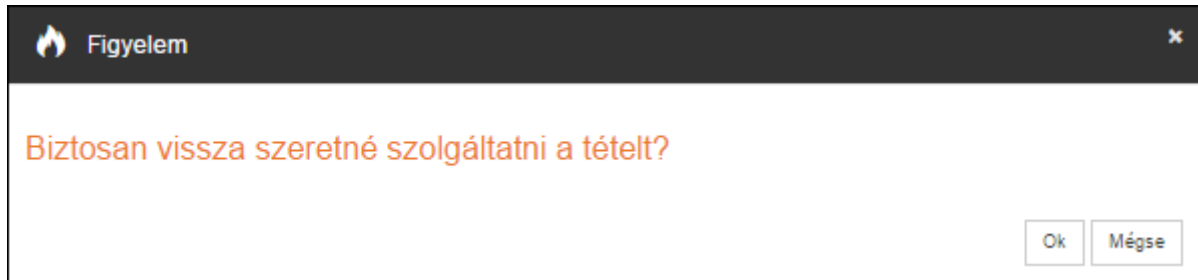 Figyelem
Biztosan vissza szeretné szolgáltatni a tételt?
Ok Mégse